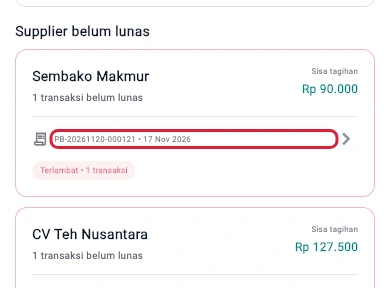 Supplier belum lunas
Sembako Makmur
Sisa tagihan
Rp 90.000
1 transaksi belum lunas
PB-20261120-000121 • 17 Nov 2026
Terlambat • 1 transaksi
CV Teh Nusantara
Sisa tagihan
Rp 127.500
1 transaksi belum lunas